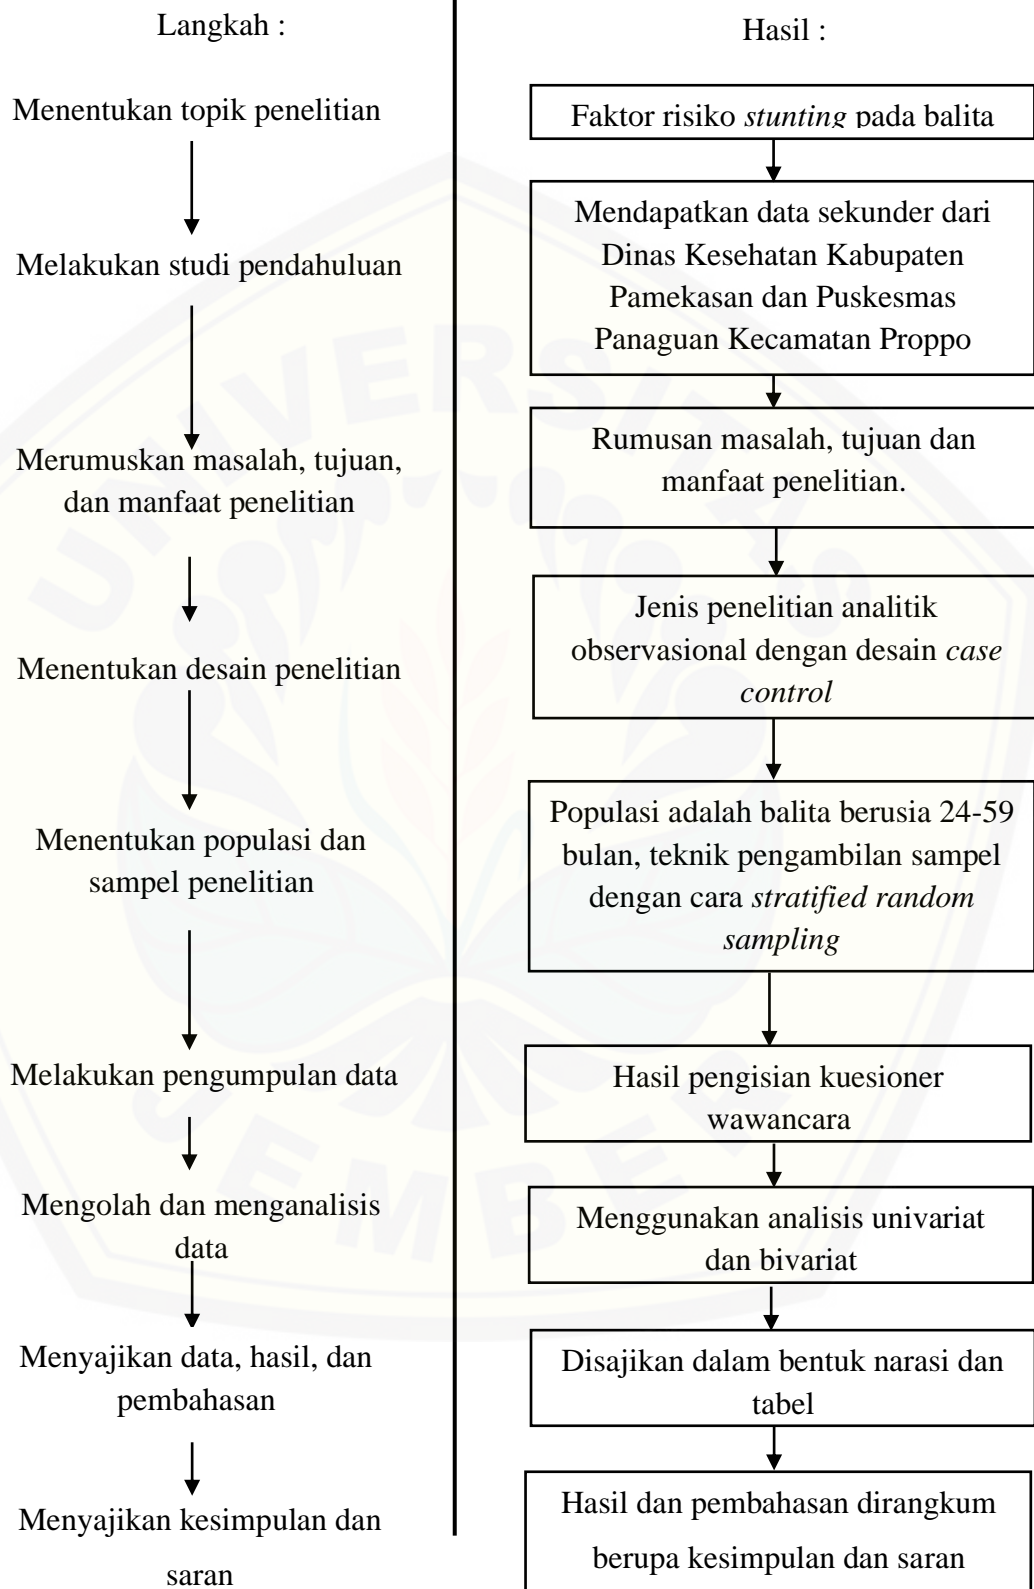 Langkah :
Menentukan topik penelitian
Melakukan studi pendahuluan
Merumuskan masalah, tujuan,
dan manfaat penelitian
Menentukan desain penelitian
Menentukan populasi dan
sampel penelitian
Melakukan pengumpulan data
Mengolah dan menganalisis
data
Menyajikan data, hasil, dan
pembahasan
Menyajikan kesimpulan dan
saran
Hasil :
Faktor risiko stunting pada balita
Mendapatkan data sekunder dari
Dinas Kesehatan Kabupaten
Pamekasan dan Puskesmas
Panaguan Kecamatan Proppo
Rumusan masalah, tujuan dan
manfaat penelitian.
Jenis penelitian analitik
observasional dengan desain case
control
Populasi adalah balita berusia 24-59
bulan, teknik pengambilan sampel
dengan cara stratified random
sampling
Hasil pengisian kuesioner
wawancara
Menggunakan analisis univariat
dan bivariat
Disajikan dalam bentuk narasi dan
tabel
Hasil dan pembahasan dirangkum
berupa kesimpulan dan saran
UNIVERSITAS
JEMBER